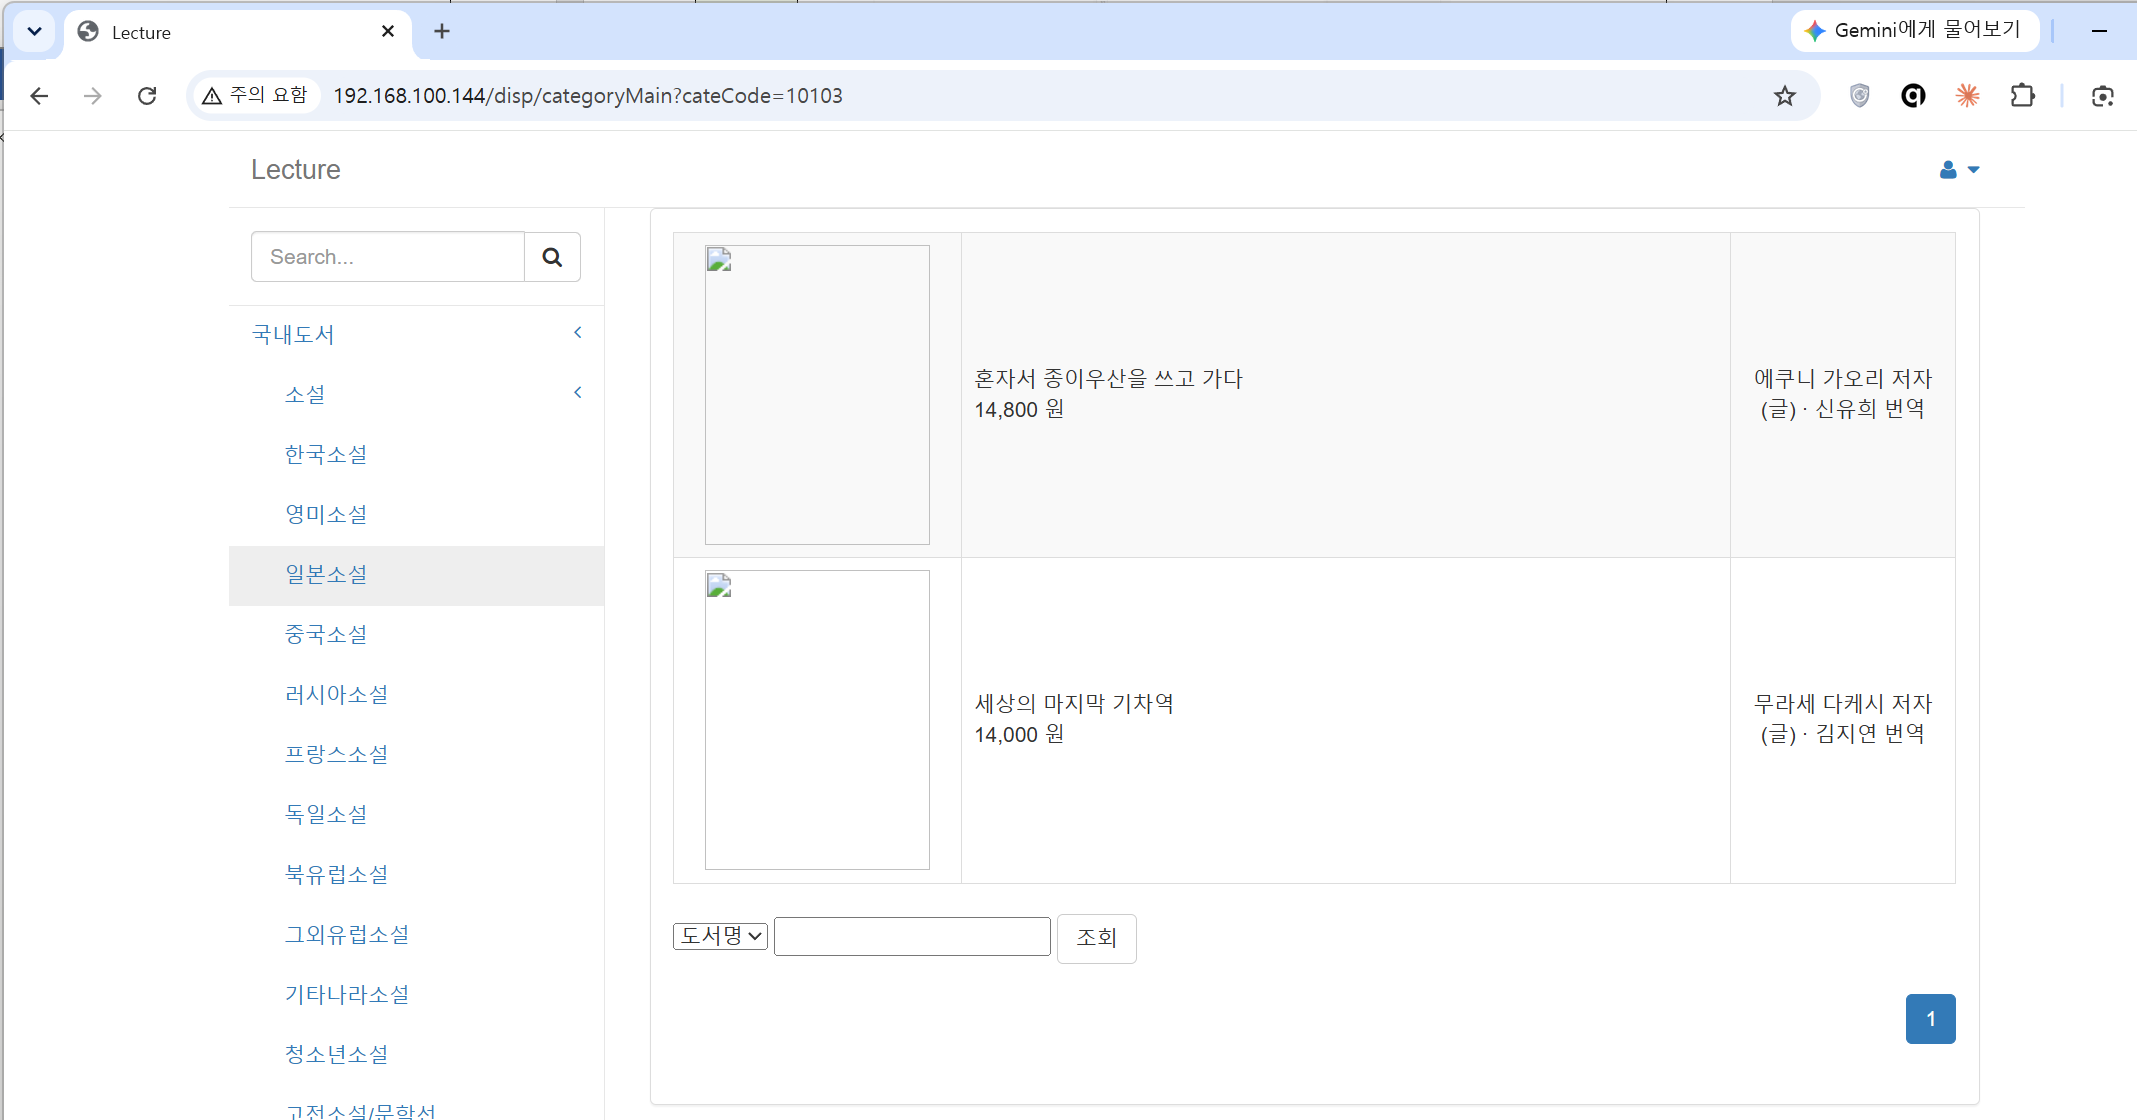 Lecture
Gemini에게 물어보기
주의 요함
192.168.100.144/disp/categoryMain?cateCode=10103
Lecture
Search...
국내도서
소설
한국소설
영미소설
일본소설
중국소설
러시아소설
프랑스소설
독일소설
북유럽소설
그외유럽소설
기타나라소설
청소년소설
고전소설/문학선
혼자서 종이우산을 쓰고 가다
14,800 원
에쿠니 가오리 저자
(글) · 신유희 번역
세상의 마지막 기차역
14,000 원
무라세 다케시 저자
(글) · 김지연 번역
도서명
조회
1